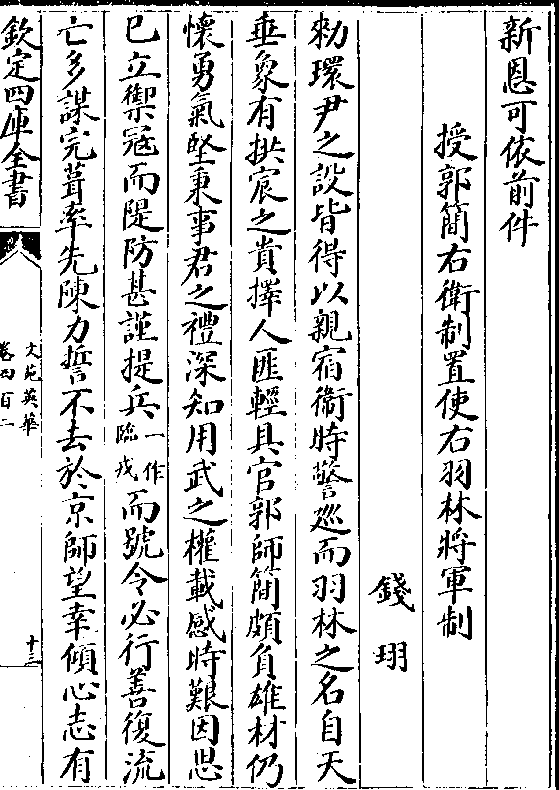 新恩可依前件
授郭簡右衛制置使右羽林將軍制
錢珝
勑環尹之設皆得以親宿衞時警廵而羽林之名自天
垂象有拱宸之貴擇人匪輕具官郭師簡頗負雄材仍
懷勇氣堅秉事君之禮深知用武之權載感時艱因思
已立禦冦而隄防甚謹提兵一作臨戎而號令必行善復流
亡多謀完葺率先陳力誓不去於京師望幸傾心志有
欽定四庫全書
文苑英華
卷四百二
十三